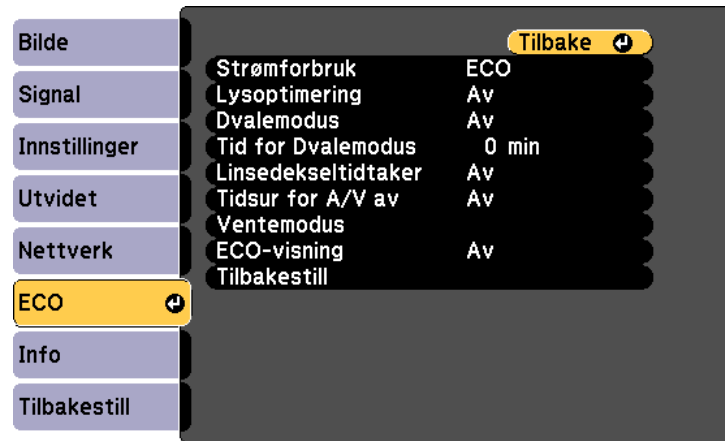 Bilde
Signal
Innstillinger
Utvidet
Nettverk
ECO
Info
Tilbakestill
Tilbake
Strømforbruk ECO
Lysoptimering Av
Dvalemodus Av
Tid for Dvalemodus 0 min
Linsedekseltidtaker Av
Tidsur for A/V av Av
Ventemodus
ECO-visning Av
Tilbakestill